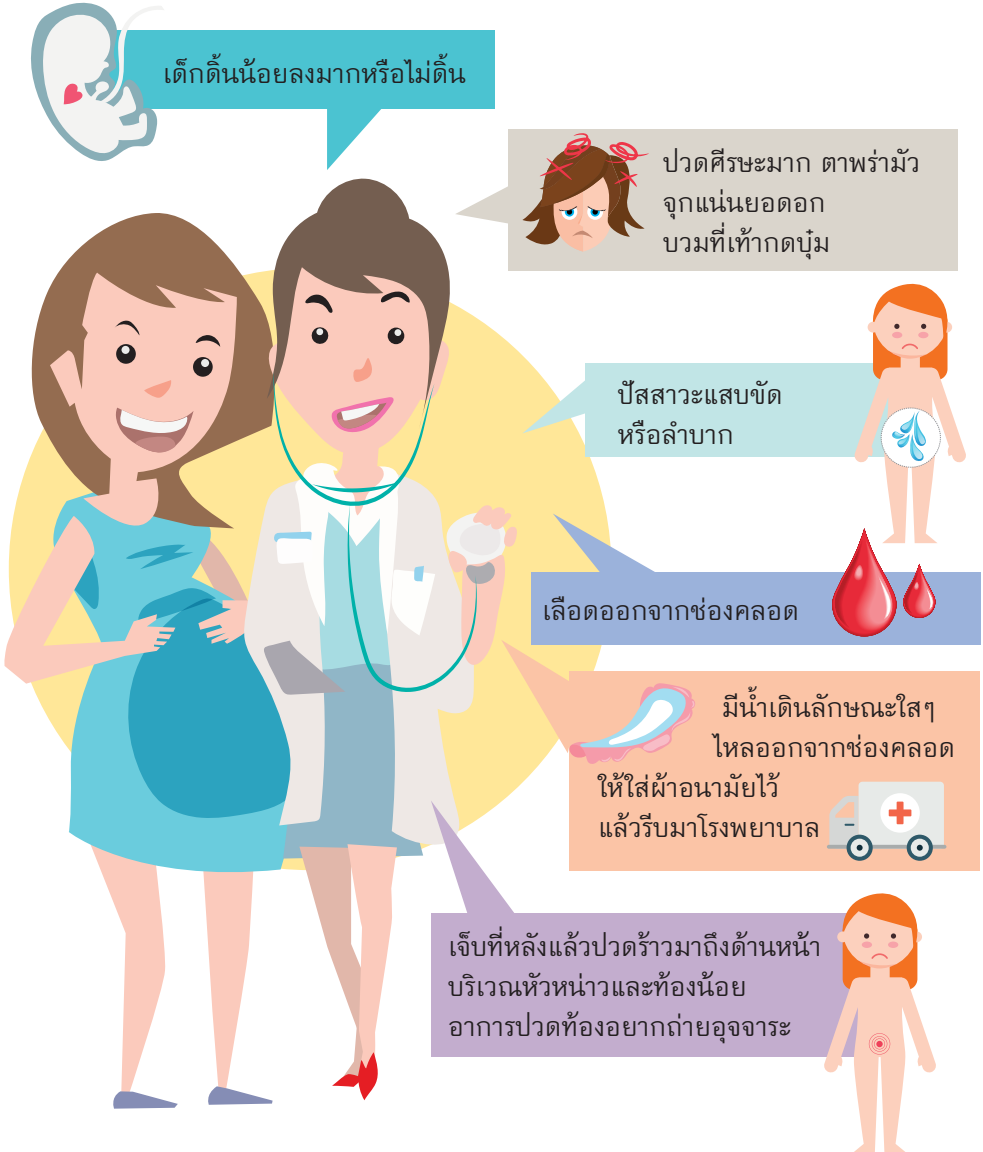 เด็กดิ้นน้อยลงมากหรือไม่ดิ้น
ปวดศีรษะมาก ตาพร่ามัว
จุกแน่นยอดอก
บวมที่เท้ากดบุ๋ม
ปัสสาวะแสบขัด
หรือลำบาก
เลือดออกจากช่องคลอด
มีน้ำเดินลักษณะใสๆ
ไหลออกจากช่องคลอด
ให้ใส่ผ้าอนามัยไว้
แล้วรีบมาโรงพยาบาล
เจ็บที่หลังแล้วปวดร้าวมาถึงด้านหน้า
บริเวณหัวหน่าวและท้องน้อย
อาการปวดท้องอยากถ่ายอุจจาระ